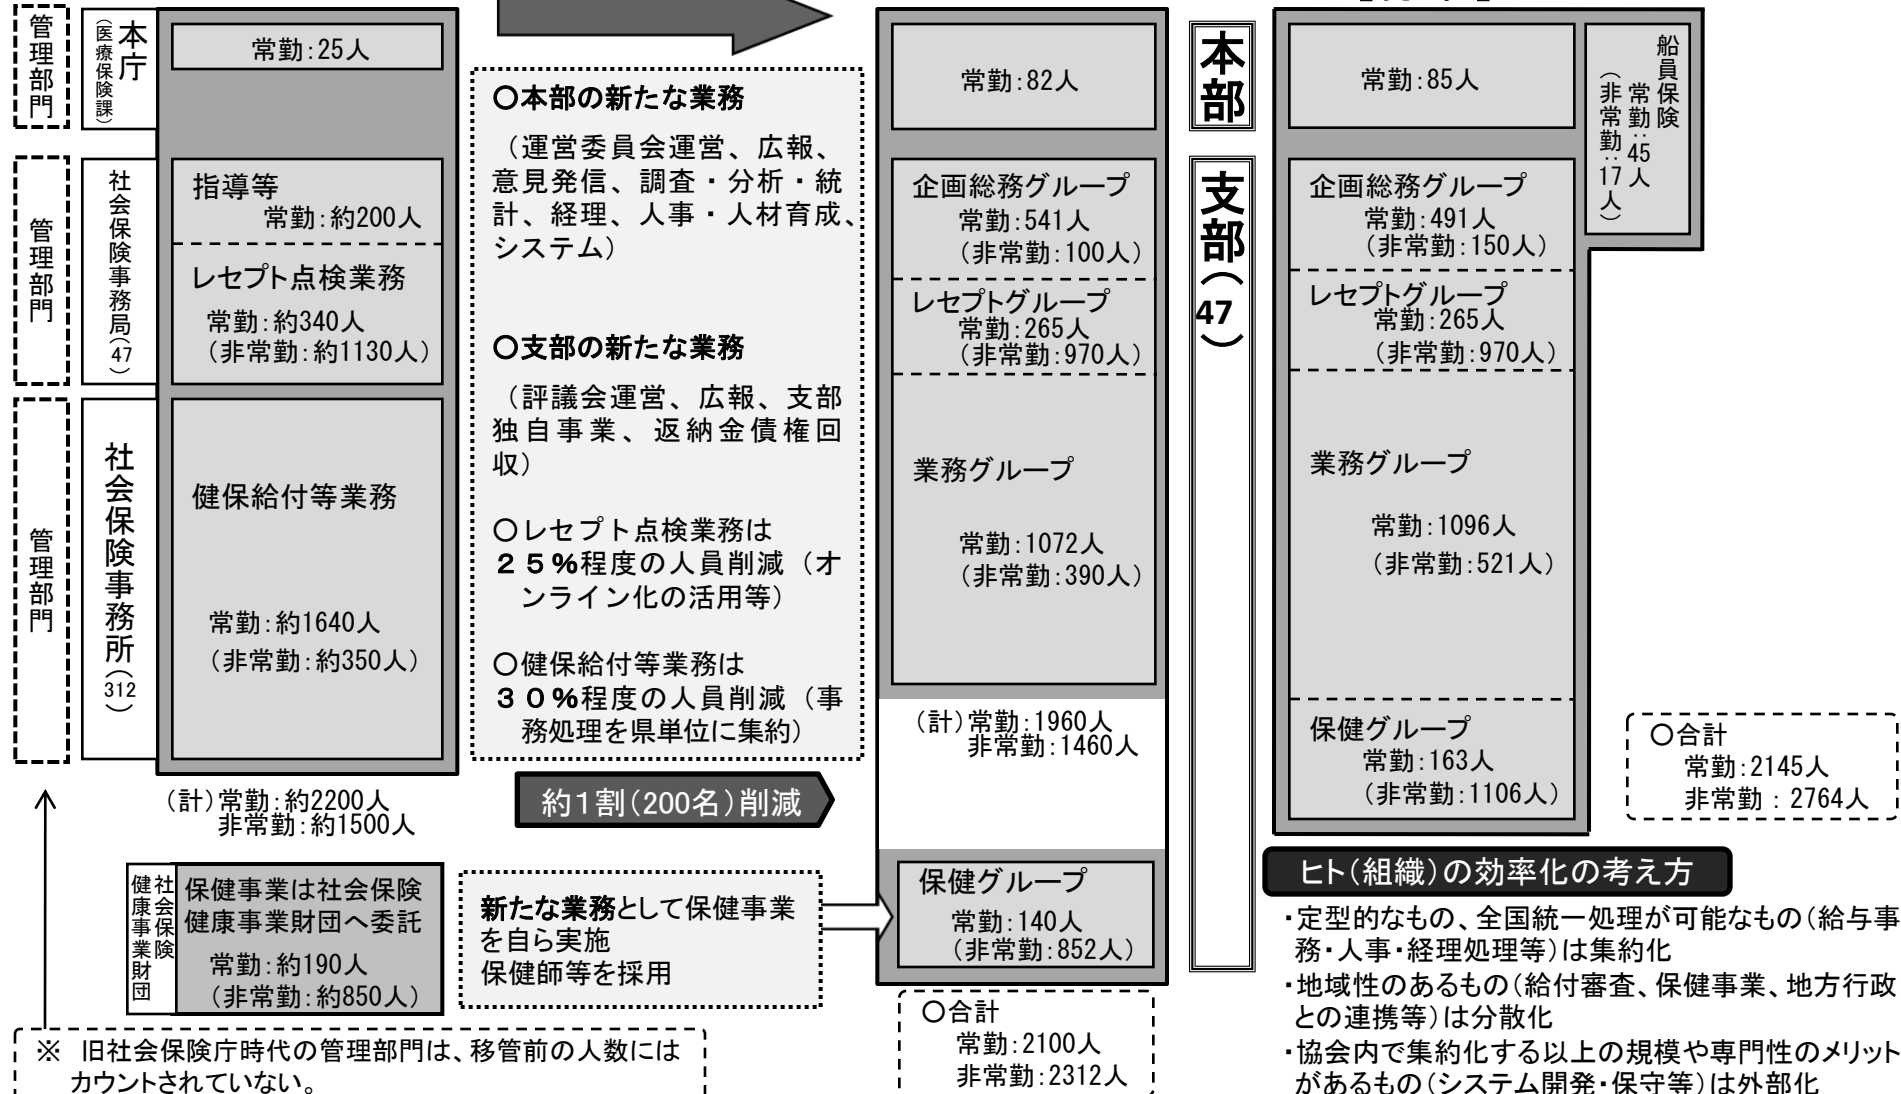 管理部門
本庁
（医療保険課）
常勤：25人
管理部門
社会保険事務局（47）
指導等
常勤：約200人
レセプト点検業務
常勤：約340人
（非常勤：約1130人）
管理部門
社会保険事務所（312）
健保給付等業務
常勤：約1640人
（非常勤：約350人）
（計）常勤：約2200人
非常勤：約1500人
社会保険
健康事業財団
保健事業は社会保険
健康事業財団へ委託
常勤：約190人
（非常勤：約850人）
※　旧社会保険庁時代の管理部門は、移管前の人数には
カウントされていない。
〇本部の新たな業務
（運営委員会運営、広報、
意見発信、調査・分析・統
計、経理、人事・人材育成、
システム）
〇支部の新たな業務
（評議会運営、広報、支部
独自事業、返納金債権回
収）
〇レセプト点検業務は
２５%程度の人員削減（オ
ンライン化の活用等）
〇健保給付等業務は
３０%程度の人員削減（事
務処理を県単位に集約）
約１割（200名）削減
新たな業務として保健事業
を自ら実施
保健師等を採用
常勤：82人
企画総務グループ
常勤：541人
（非常勤：100人）
レセプトグループ
常勤：265人
（非常勤：970人）
業務グループ
常勤：1072人
（非常勤：390人）
（計）常勤：1960人
非常勤：1460人
保健グループ
常勤：140人
（非常勤：852人）
〇合計
常勤：2100人
非常勤：2312人
本部
支部（47）
常勤：85人
船員保険
常勤：45人
（非常勤：17人）
企画総務グループ
常勤：491人
（非常勤：150人）
レセプトグループ
常勤：265人
（非常勤：970人）
業務グループ
常勤：1096人
（非常勤：521人）
保健グループ
常勤：163人
（非常勤：1106人）
〇合計
常勤：2145人
非常勤：2764人
ヒト（組織）の効率化の考え方
・定型的なもの、全国統一処理が可能なもの（給与事
務・人事・経理処理等）は集約化
・地域性のあるもの（給付審査、保健事業、地方行政
との連携等）は分散化
・協会内で集約化する以上の規模や専門性のメリット
があるもの（システム開発・保守等）は外部化